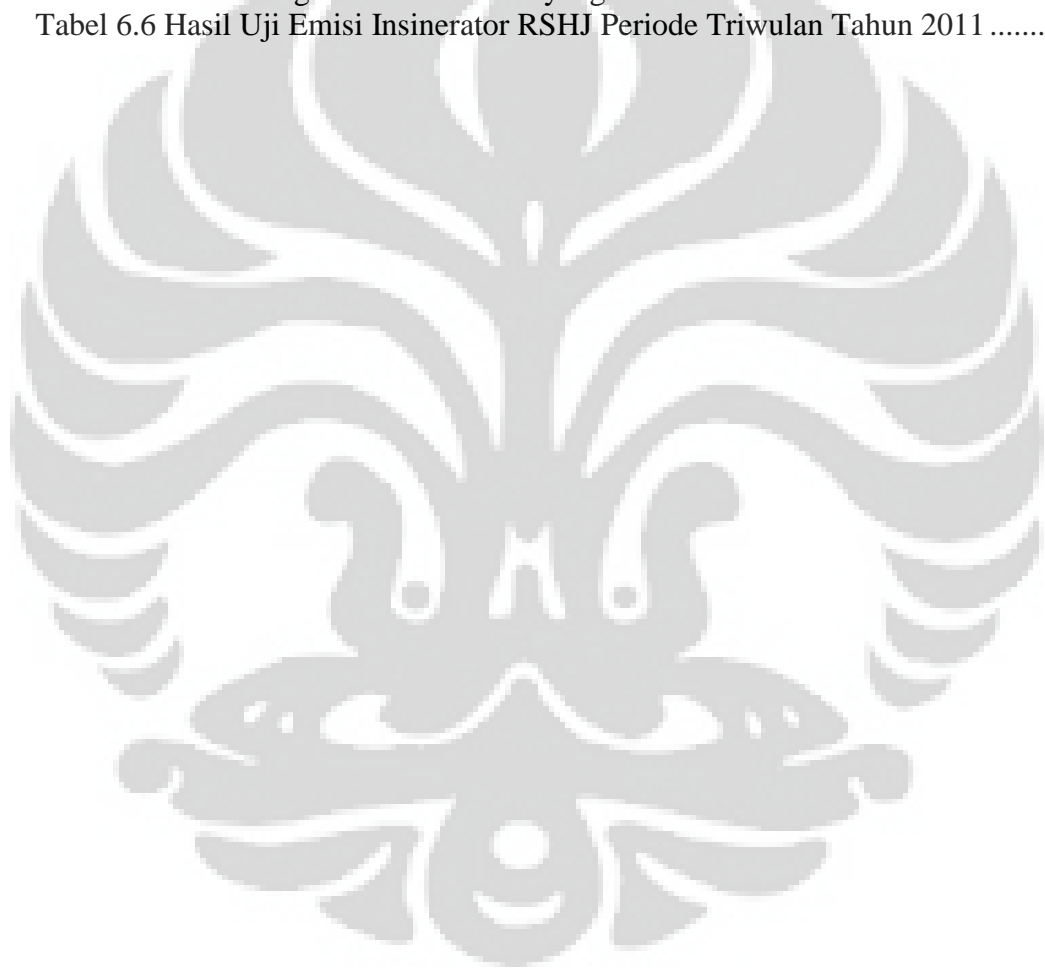 Tabel 6.6 Hasil Uji Emisi Insinerator RSHJ Periode Triwulan Tahun 2011 .......